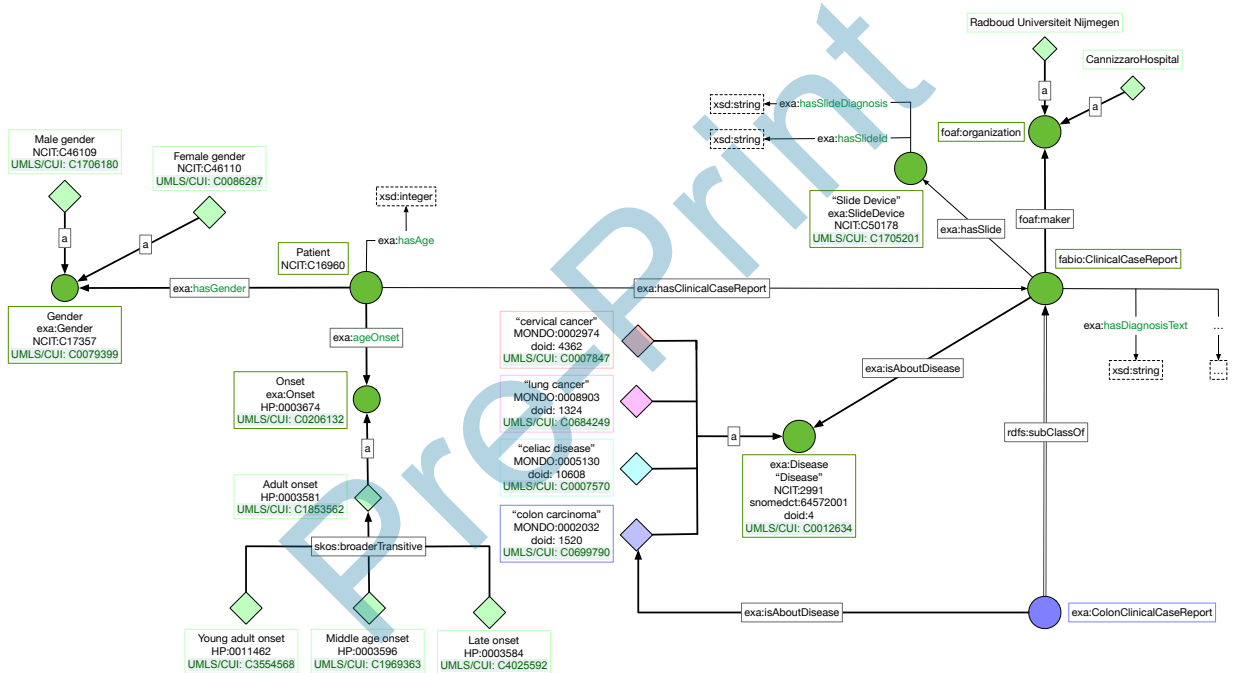 Radboud Universiteit Nijmegen
CannizzaroHospital
a
a
foaf:organization
xsd:string
exa:hasSlideDiagnosis
xsd:string
exa:hasSlideId
Male gender
NCIT:C46109
UMLS/CUI: C1706180
Female gender
NCIT:C46110
UMLS/CUI: C0086287
a
a
xsd:integer
exa:hasAge
"Slide Device"
exa:SlideDevice
NCIT:C50178
UMLS/CUI: C1705201
exa:hasSlide
foaf:maker
fabio:ClinicalCaseReport
Patient
NCIT:C16960
exa:hasGender
exa:hasClinicalCaseReport
Gender
exa:Gender
NCIT:C17357
UMLS/CUI: C0079399
exa:ageOnset
exa:hasDiagnosisText
...
xsd:string
...
"cervical cancer"
MONDO:0002974
doid: 4362
UMLS/CUI: C0007847
exa:isAboutDisease
Onset
exa:Onset
HP:0003674
UMLS/CUI: C0206132
"lung cancer"
MONDO:0008903
doid: 1324
UMLS/CUI: C0684249
a
a
rdfs:subClassOf
"celiac disease"
MONDO:0005130
doid: 10608
UMLS/CUI: C0007570
exa:Disease
"Disease"
NCIT:2991
snomedct:64572001
doid:4
UMLS/CUI: C0012634
Adult onset
HP:0003581
UMLS/CUI: C1853562
"colon carcinoma"
MONDO:0002032
doid: 1520
UMLS/CUI: C0699790
skos:broaderTransitive
exa:isAboutDisease
exa:ColonClinicalCaseReport
Young adult onset
HP:0011462
UMLS/CUI: C3554568
Middle age onset
HP:0003596
UMLS/CUI: C1969363
Late onset
HP:0003584
UMLS/CUI: C4025592
Pre-Print